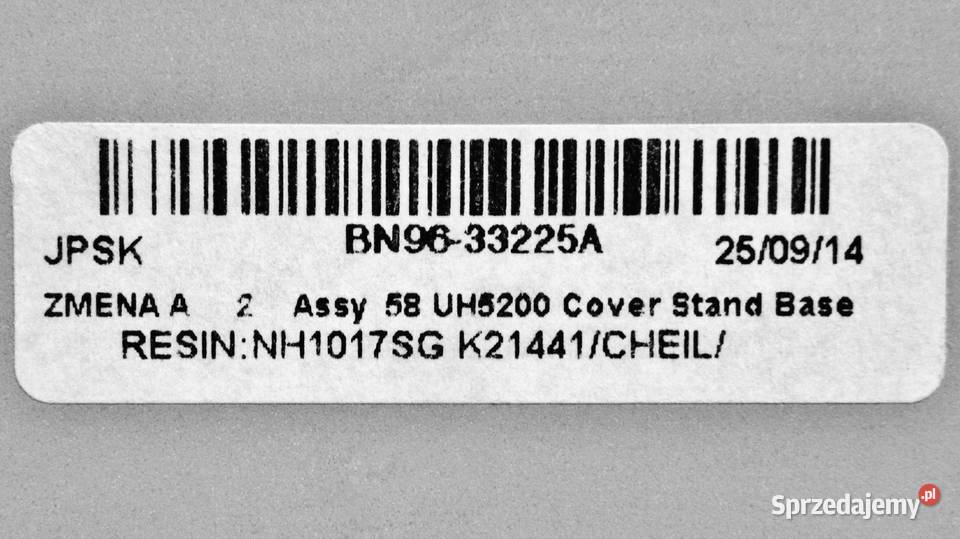 BN96-33225A
JPSK 25/09/14
ZMENA A 2 Assy 58 UH5200 Cover Stand Base
RESIN:NH1017SG K21441/CHEIL/
Sprzedajemy.pl